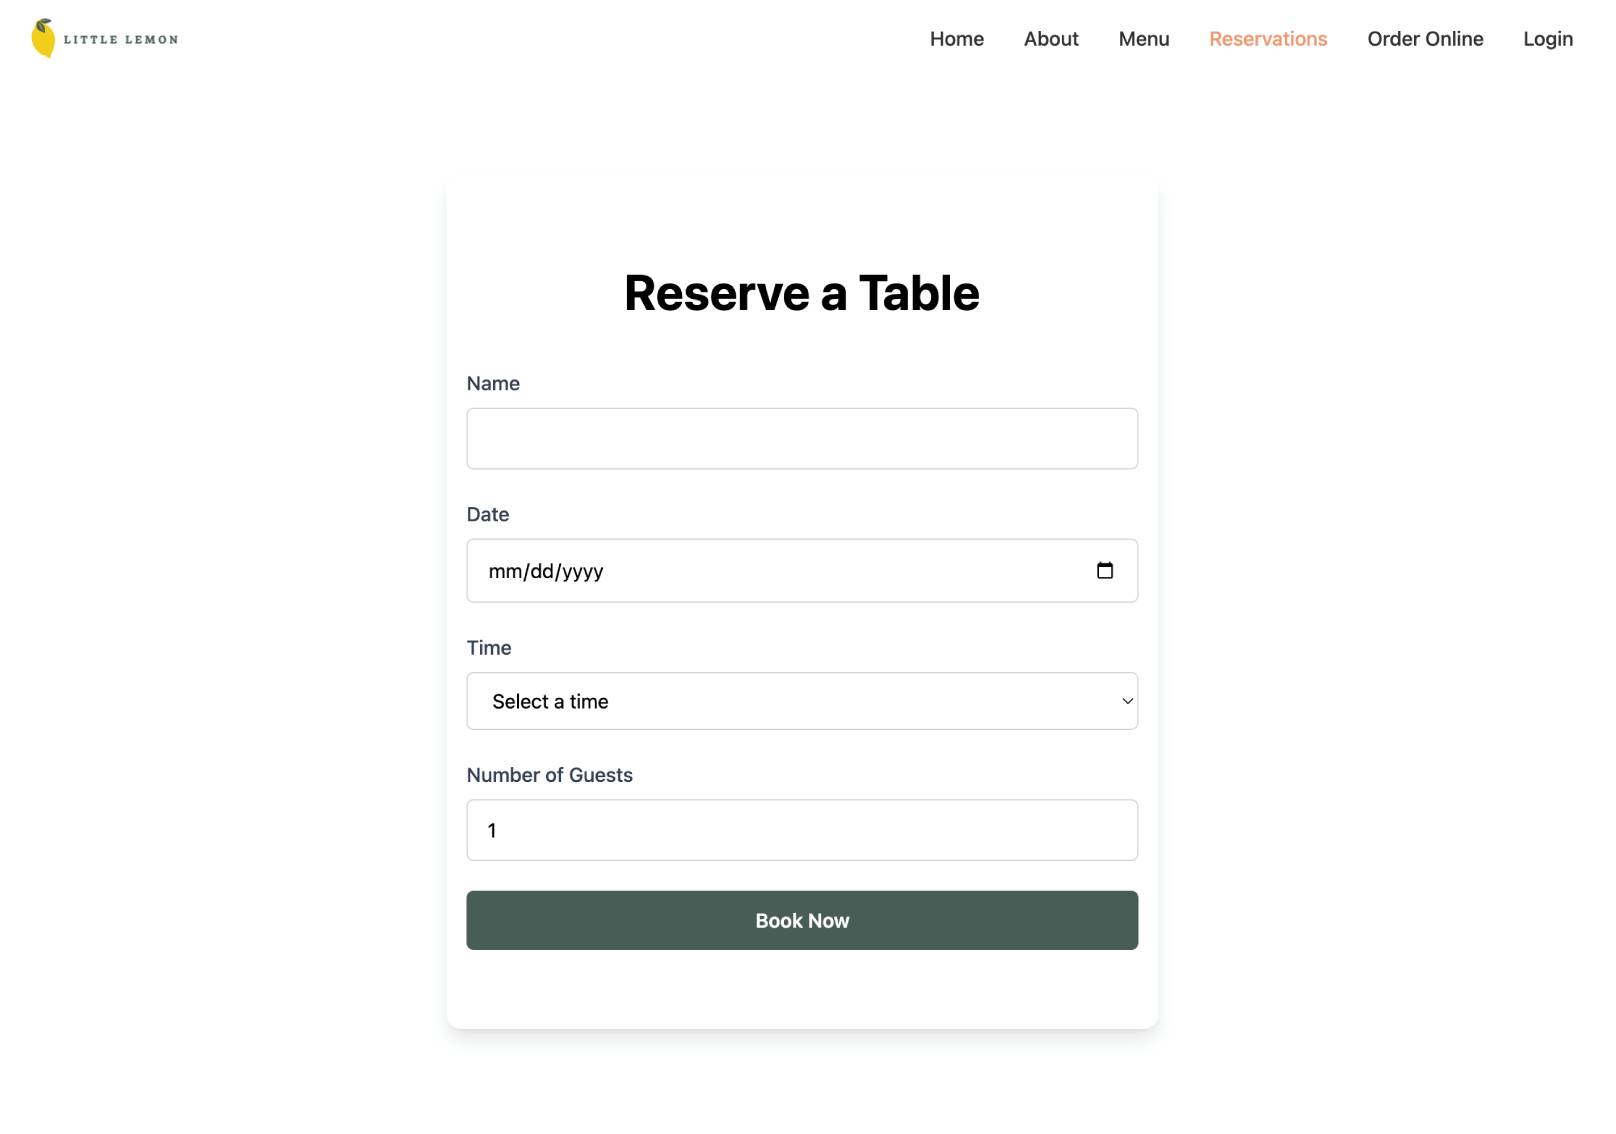 LITTLE LEMON
Home About Menu Reservations Order Online Login
Reserve a Table
Name
Date
mm/dd/yyyy
Time
Select a time
Number of Guests
1
Book Now